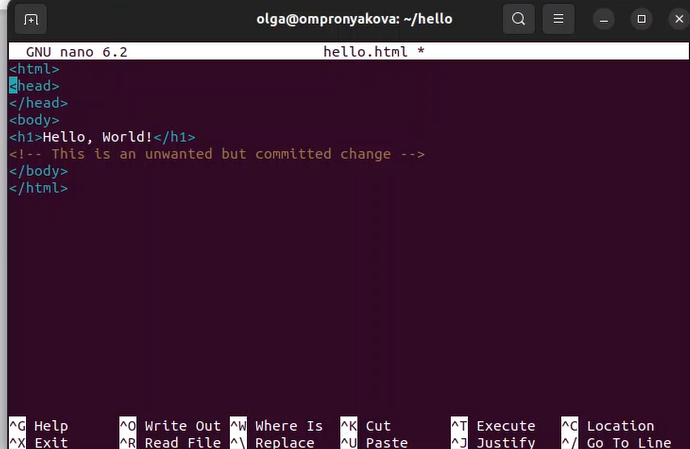 olga@ompronyakova: ~/hello
GNU nano 6.2 hello.html *
<html>
<head>
</head>
<body>
<h1>Hello, World!</h1>
<!-- This is an unwanted but committed change -->
</body>
</html>
^G Help ^O Write Out ^W Where Is ^K Cut ^T Execute ^C Location
^X Exit ^R Read File ^\ Replace ^U Paste ^J Justify ^/ Go To Line